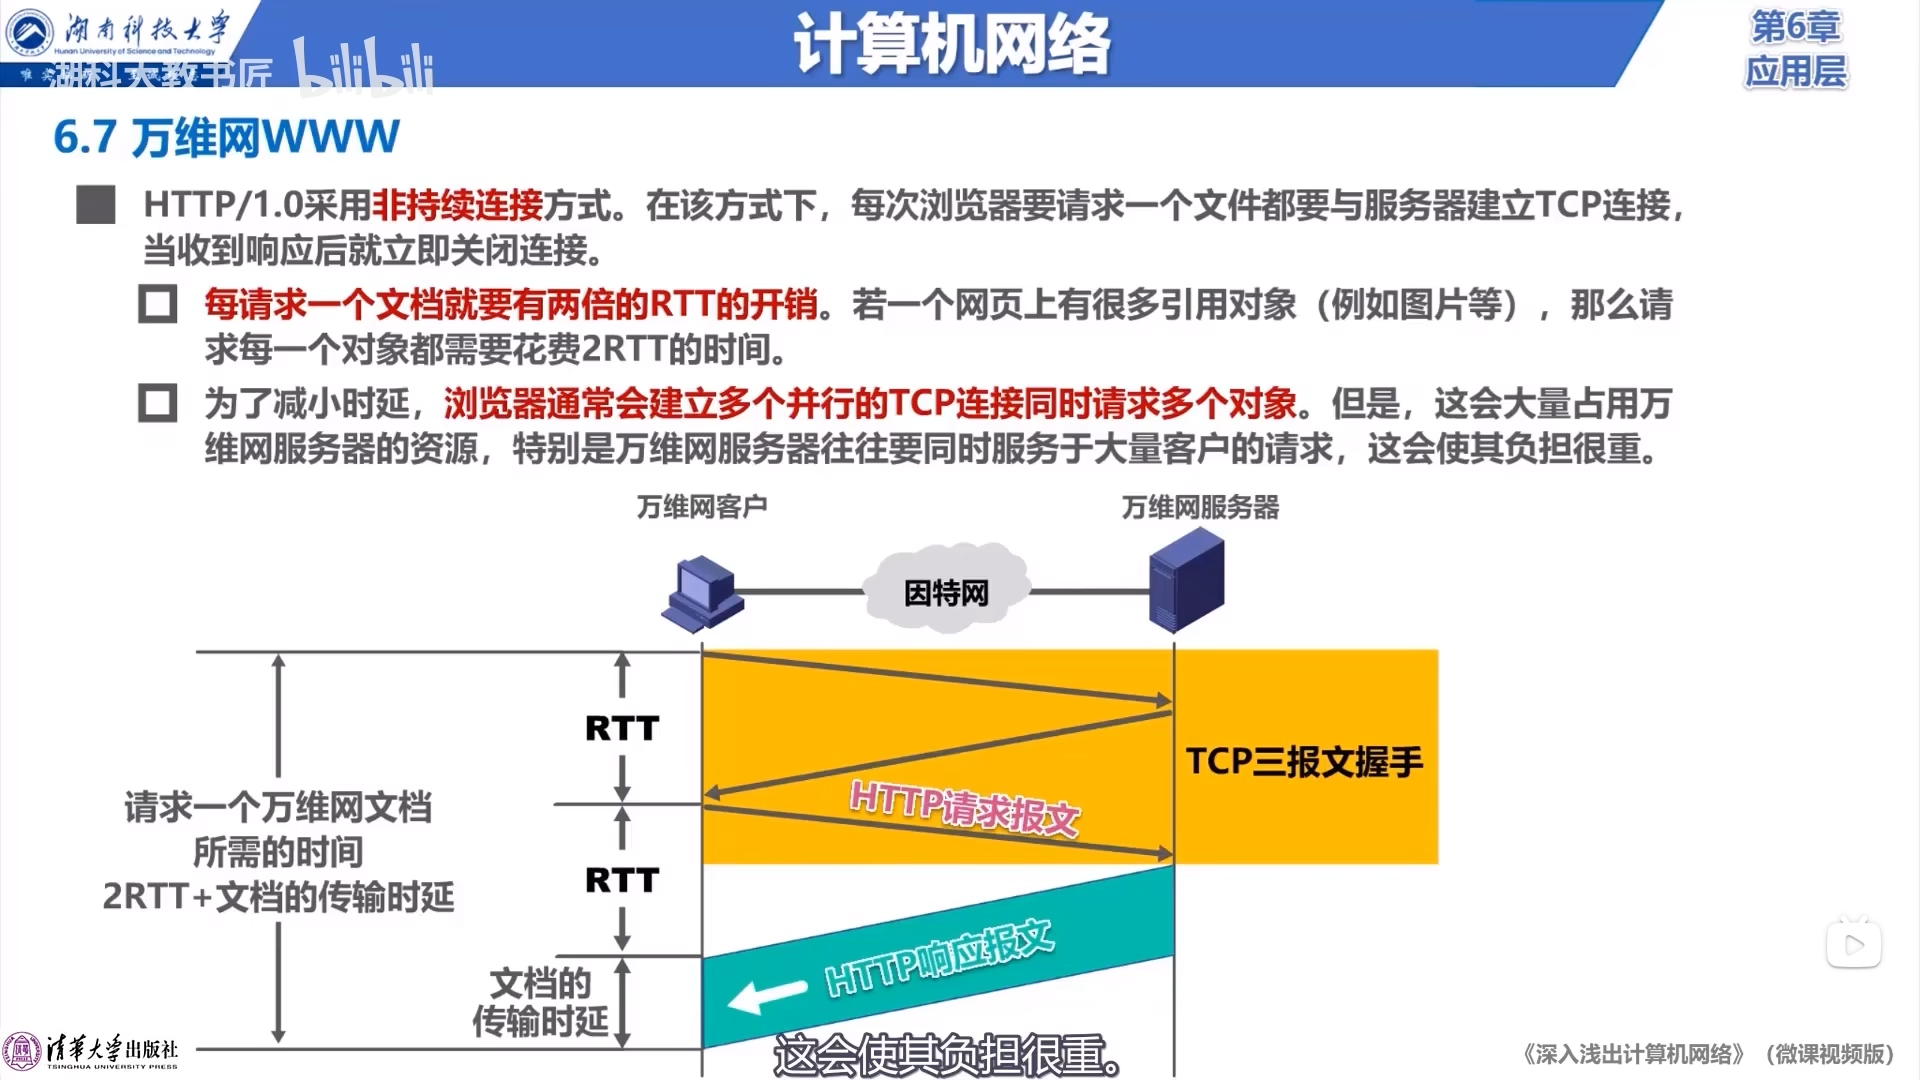 湖南科技大学
Hunan University of Science and Technology
湖科大教书匠 bilibili
计算机网络
第6章
应用层
6.7 万维网WWW
HTTP/1.0采用非持续连接方式。在该方式下，每次浏览器要请求一个文件都要与服务器建立TCP连接，
当收到响应后就立即关闭连接。
每请求一个文档就要有两倍的RTT的开销。若一个网页上有很多引用对象（例如图片等），那么请
求每一个对象都需要花费2RTT的时间。
为了减小时延，浏览器通常会建立多个并行的TCP连接同时请求多个对象。但是，这会大量占用万
维网服务器的资源，特别是万维网服务器往往要同时服务于大量客户的请求，这会使其负担很重。
万维网客户
万维网服务器
因特网
RTT
TCP三报文握手
HTTP请求报文
请求一个万维网文档
所需的时间
2RTT+文档的传输时延
RTT
HTTP响应报文
文档的
传输时延
这会使其负担很重。
清华大学出版社
TSINGHUA UNIVERSITY PRESS
《深入浅出计算机网络》（微课视频版）